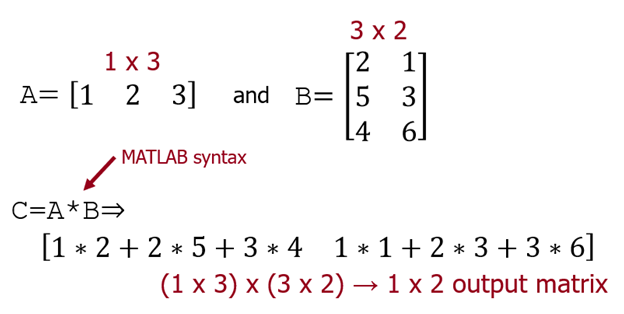 3 x 2
1 x 3
A= [1 2 3] and B= [2 1
5 3
4 6]
MATLAB syntax
C=A*B⇒
[1 ∗ 2 + 2 ∗ 5 + 3 ∗ 4 1 ∗ 1 + 2 ∗ 3 + 3 ∗ 6]
(1 x 3) x (3 x 2) → 1 x 2 output matrix